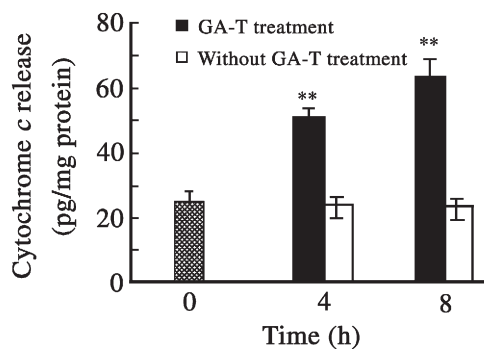 Cytochrome c release
(pg/mg protein)
80
60
40
20
0
GA-T treatment
Without GA-T treatment
**
**
0 4 8
Time (h)